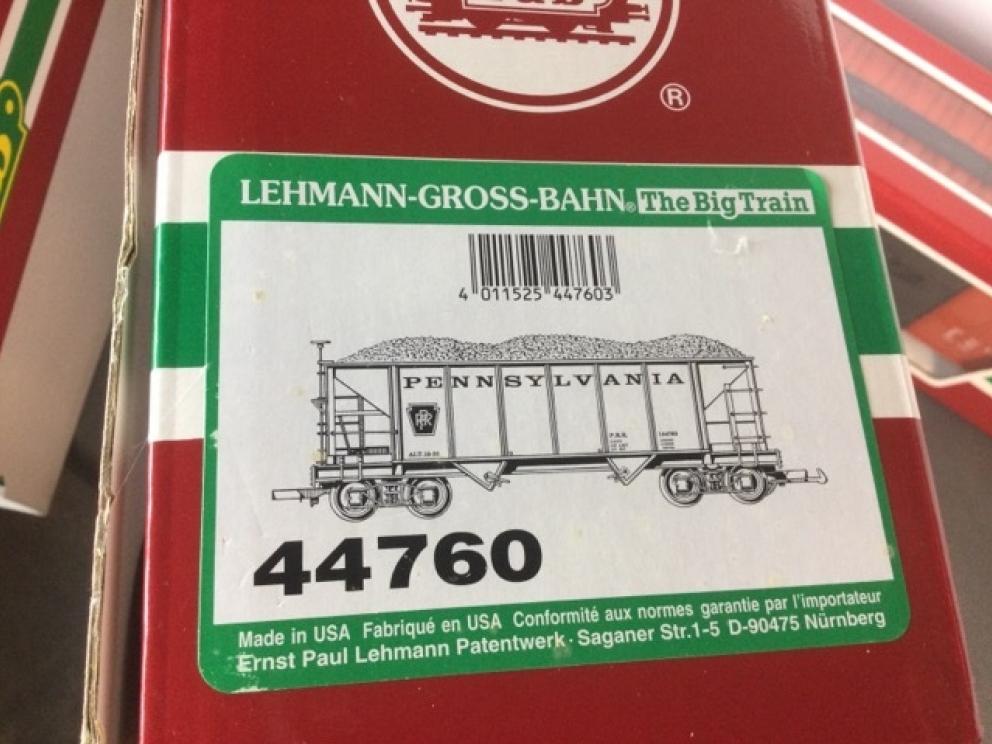 ®
LEHMANN-GROSS-BAHN® The Big Train
4 011525 447603
PENNSYLVANIA
PRR
P.R.R.
44760
Made in USA Fabriqué en USA Conformité aux normes garantie par l'importateur
Ernst Paul Lehmann Patentwerk · Saganer Str.1-5 D-90475 Nürnberg